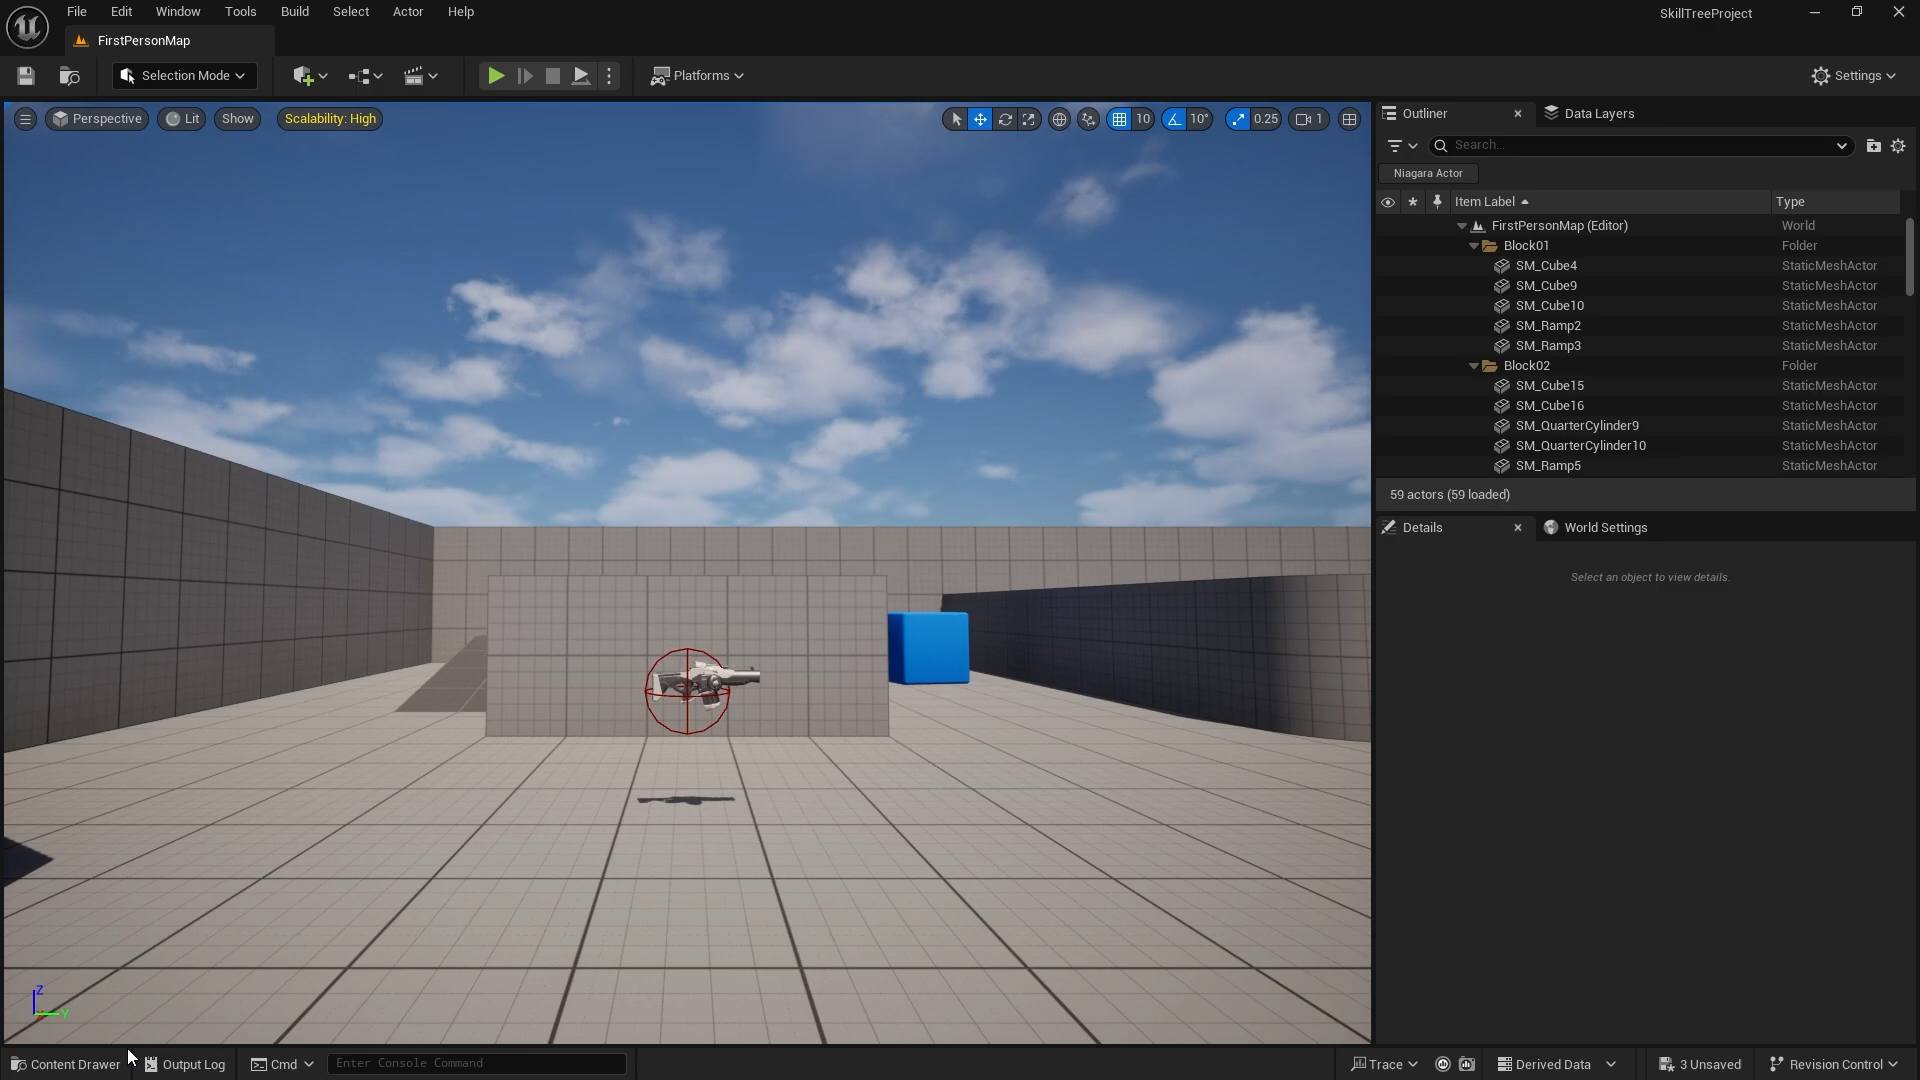 File Edit Window Tools Build Select Actor Help
SkillTreeProject
FirstPersonMap
Selection Mode
Platforms
Settings
Perspective
Lit
Show
Scalability: High
10
10°
0.25
1
Outliner
Data Layers
Search...
Niagara Actor
Item Label
Type
FirstPersonMap (Editor) World
Block01 Folder
SM_Cube4 StaticMeshActor
SM_Cube9 StaticMeshActor
SM_Cube10 StaticMeshActor
SM_Ramp2 StaticMeshActor
SM_Ramp3 StaticMeshActor
Block02 Folder
SM_Cube15 StaticMeshActor
SM_Cube16 StaticMeshActor
SM_QuarterCylinder9 StaticMeshActor
SM_QuarterCylinder10 StaticMeshActor
SM_Ramp5 StaticMeshActor
59 actors (59 loaded)
Details
World Settings
Select an object to view details.
Z
Y
Content Drawer
Output Log
Cmd
Enter Console Command
Trace
Derived Data
3 Unsaved
Revision Control